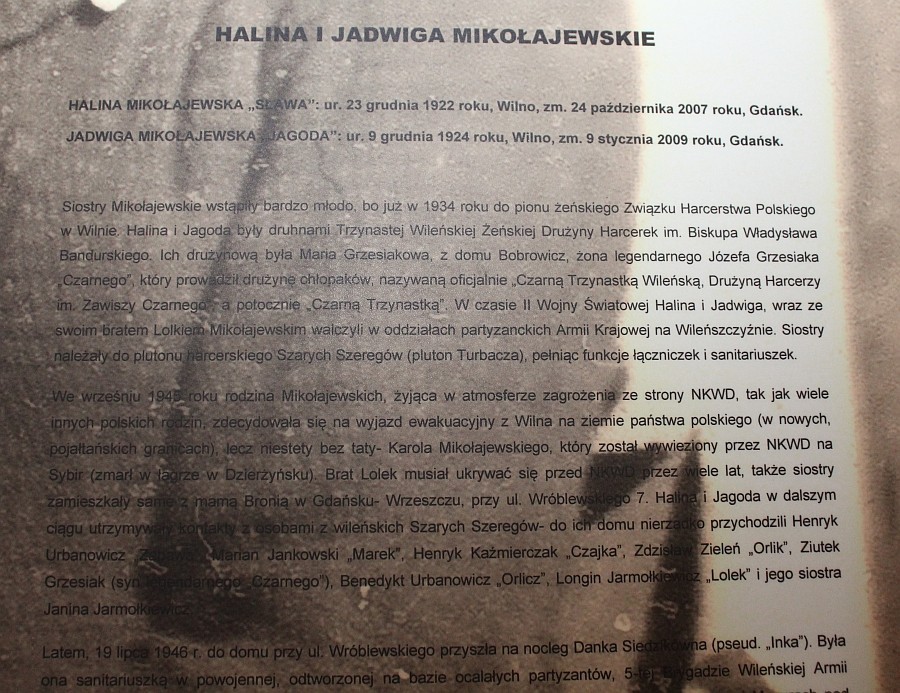 HALINA I JADWIGA MIKOŁAJEWSKIE
HALINA MIKOŁAJEWSKA „SŁAWA”: ur. 23 grudnia 1922 roku, Wilno, zm. 24 października 2007 roku, Gdańsk.
JADWIGA MIKOŁAJEWSKA „JAGODA”: ur. 9 grudnia 1924 roku, Wilno, zm. 9 stycznia 2009 roku, Gdańsk.
Siostry Mikołajewskie wstąpiły bardzo młodo, bo już w 1934 roku do pionu żeńskiego Związku Harcerstwa Polskiego
w Wilnie. Halina i Jagoda były druhnami Trzynastej Wileńskiej Żeńskiej Drużyny Harcerek im. Biskupa Władysława
Bandurskiego. Ich drużynową była Maria Grzesiakowa, z domu Bobrowicz, żona legendarnego Józefa Grzesiaka
„Czarnego”, który prowadził drużynę chłopaków, nazywaną oficjalnie „Czarną Trzynastką Wileńską, Drużyną Harcerzy
im. Zawiszy Czarnego”, a potocznie „Czarną Trzynastką”. W czasie II Wojny Światowej Halina i Jadwiga, wraz ze
swoim bratem Lolkiem Mikołajewskim walczyli w oddziałach partyzanckich Armii Krajowej na Wileńszczyźnie. Siostry
należały do plutonu harcerskiego Szarych Szeregów (pluton Turbacza), pełniąc funkcje łączniczek i sanitariuszek.
We wrześniu 1945 roku rodzina Mikołajewskich, żyjąca w atmosferze zagrożenia ze strony NKWD, tak jak wiele
innych polskich rodzin, zdecydowała się na wyjazd ewakuacyjny z Wilna na ziemie państwa polskiego (w nowych,
pojałtańskich granicach), lecz niestety bez taty- Karola Mikołajewskiego, który został wywieziony przez NKWD na
Sybir (zmarł w łagrze w Dzierżyńsku). Brat Lolek musiał ukrywać się przed NKWD przez wiele lat, także siostry
zamieszkały same z mamą Bronią w Gdańsku- Wrzeszczu, przy ul. Wróblewskiego 7. Halina i Jagoda w dalszym
ciągu utrzymywały kontakty z osobami z wileńskich Szarych Szeregów- do ich domu nierzadko przychodzili Henryk
Urbanowicz Marian Jankowski „Marek”, Henryk Kaźmierczak „Czajka”, Zdzisław Zieleń „Orlik”, Ziutek
Grzesiak (syn legendarnego „Czarnego”), Benedykt Urbanowicz „Orlicz”, Longin Jarmołkiewicz „Lolek” i jego siostra
Janina Jarmołkiewicz.
Latem, 19 lipca 1946 r. do domu przy ul. Wróblewskiego przyszła na nocleg Danka Siedzikówna (pseud. „Inka”). Była
ona sanitariuszką w powojennej, odtworzonej na bazie ocalałych partyzantów, 5-tej Brygadzie Wileńskiej Armii